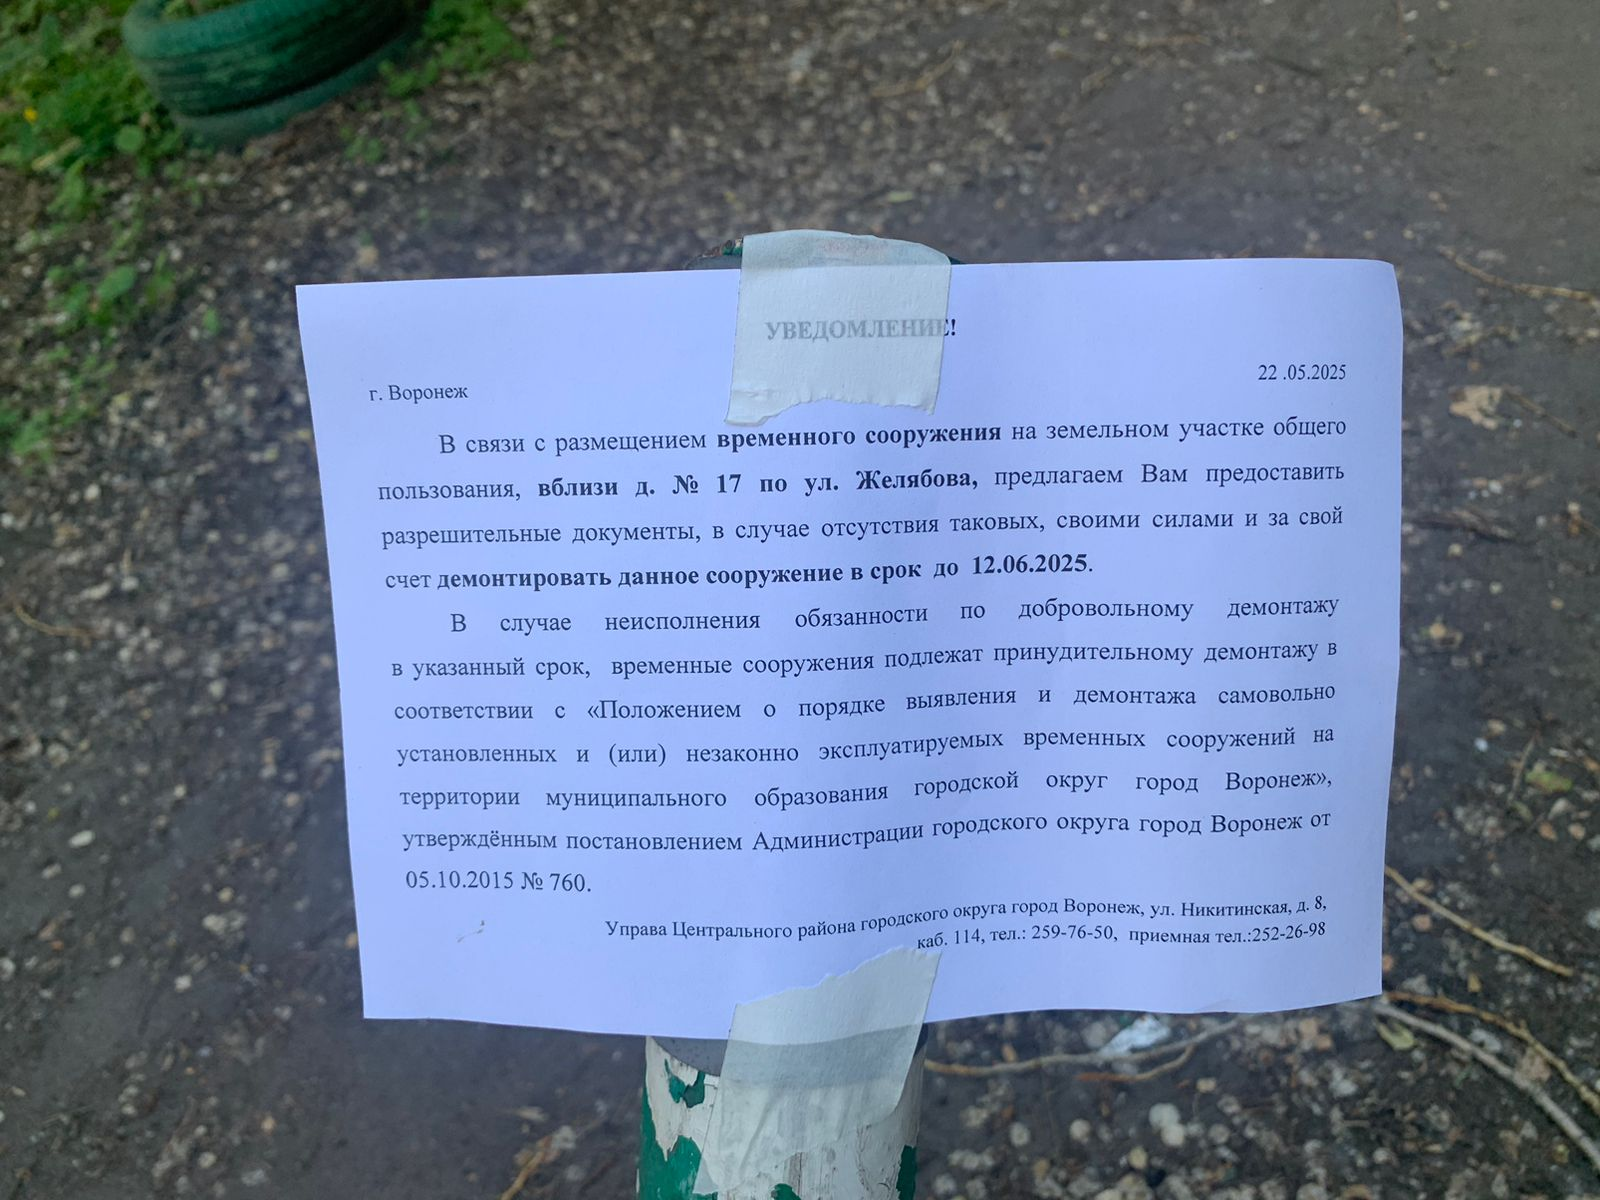 УВЕДОМЛЕНИЕ!
г. Воронеж 22 .05.2025
В связи с размещением временного сооружения на земельном участке общего
пользования, вблизи д. № 17 по ул. Желябова, предлагаем Вам предоставить
разрешительные документы, в случае отсутствия таковых, своими силами и за свой
счет демонтировать данное сооружение в срок до 12.06.2025.
В случае неисполнения обязанности по добровольному демонтажу
в указанный срок, временные сооружения подлежат принудительному демонтажу в
соответствии с «Положением о порядке выявления и демонтажа самовольно
установленных и (или) незаконно эксплуатируемых временных сооружений на
территории муниципального образования городской округ город Воронеж»,
утверждённым постановлением Администрации городского округа город Воронеж от
05.10.2015 № 760.
Управа Центрального района городского округа город Воронеж, ул. Никитинская, д. 8,
каб. 114, тел.: 259-76-50, приемная тел.:252-26-98